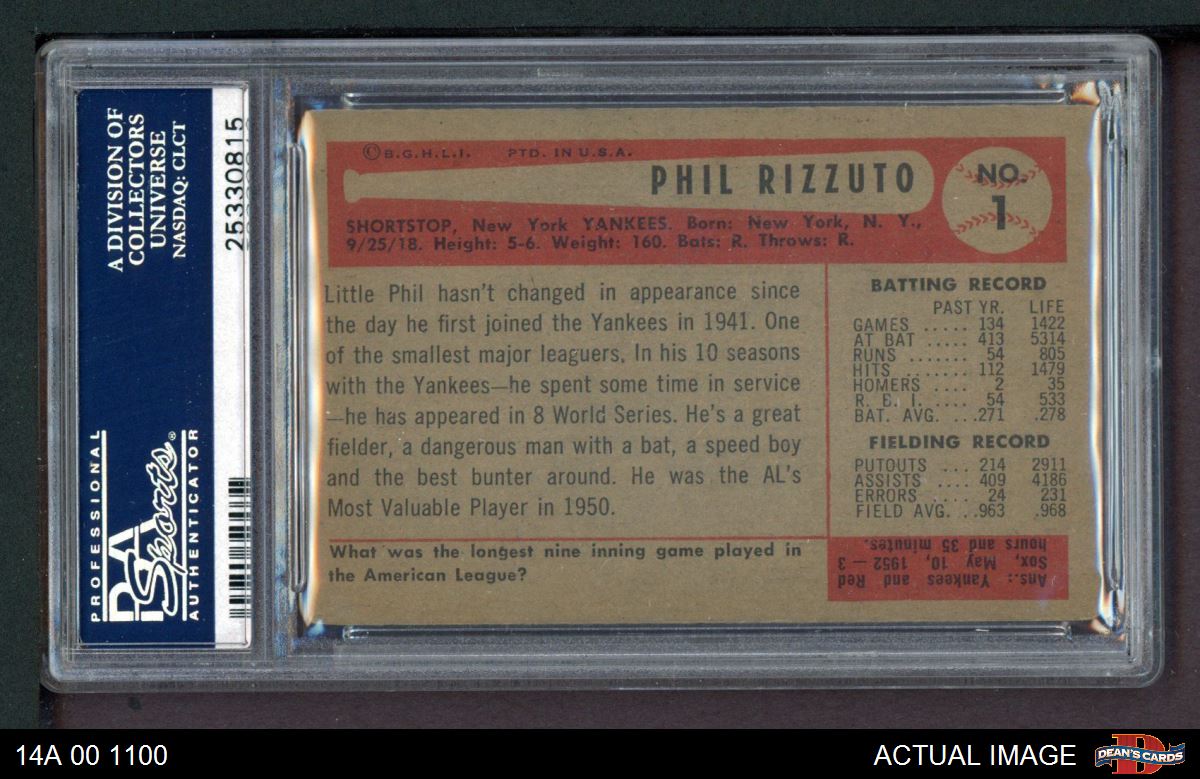 A DIVISION OF
COLLECTORS
UNIVERSE
NASDAQ: CLCT
25330815
PROFESSIONAL
PSA
Sports®
AUTHENTICATOR
©B.G.H.L.I. PTD. IN U.S.A.
PHIL RIZZUTO
NO.
1
SHORTSTOP, New York YANKEES. Born: New York, N. Y.,
9/25/18. Height: 5-6. Weight: 160. Bats: R. Throws: R.
Little Phil hasn't changed in appearance since
the day he first joined the Yankees in 1941. One
of the smallest major leaguers. In his 10 seasons
with the Yankees—he spent some time in service
—he has appeared in 8 World Series. He's a great
fielder, a dangerous man with a bat, a speed boy
and the best bunter around. He was the AL's
Most Valuable Player in 1950.
BATTING RECORD
PAST YR. LIFE
GAMES ..... 134 1422
AT BAT ..... 413 5314
RUNS ....... 54 805
HITS ....... 112 1479
HOMERS .... 2 35
R. B. I. .... 54 533
BAT. AVG. ... .271 .278
FIELDING RECORD
PUTOUTS ... 214 2911
ASSISTS .... 409 4186
ERRORS .... 24 231
FIELD AVG. . .963 .968
What was the longest nine inning game played in
the American League?
Ans.: Yankees and Red
Sox, May 10, 1952 — 3
hours and 35 minutes.
14A 00 1100
ACTUAL IMAGE
DEAN'S CARDS